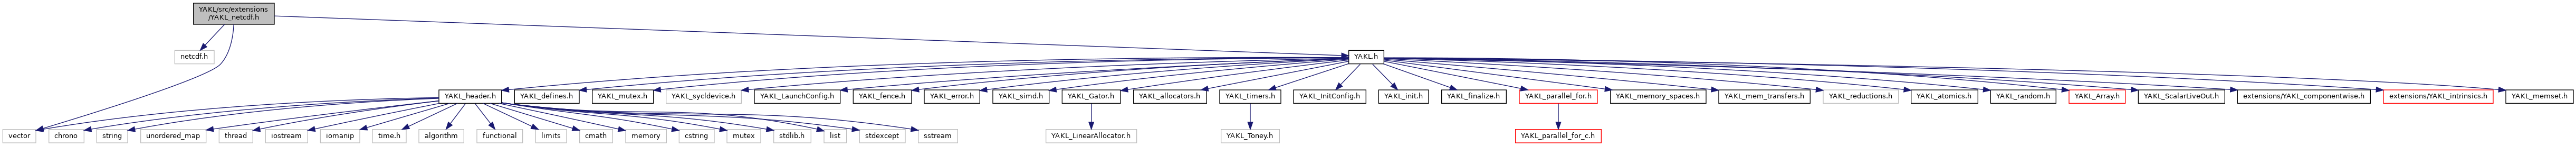 YAKL/src/extensions
/YAKL_netcdf.h
netcdf.h
YAKL.h
YAKL_header.h
YAKL_defines.h
YAKL_mutex.h
YAKL_sycldevice.h
YAKL_LaunchConfig.h
YAKL_fence.h
YAKL_error.h
YAKL_simd.h
YAKL_Gator.h
YAKL_allocators.h
YAKL_timers.h
YAKL_InitConfig.h
YAKL_init.h
YAKL_finalize.h
YAKL_parallel_for.h
YAKL_memory_spaces.h
YAKL_mem_transfers.h
YAKL_reductions.h
YAKL_atomics.h
YAKL_random.h
YAKL_Array.h
YAKL_ScalarLiveOut.h
extensions/YAKL_componentwise.h
extensions/YAKL_intrinsics.h
YAKL_memset.h
vector
chrono
string
unordered_map
thread
iostream
iomanip
time.h
algorithm
functional
limits
cmath
memory
cstring
mutex
stdlib.h
list
stdexcept
sstream
YAKL_LinearAllocator.h
YAKL_Toney.h
YAKL_parallel_for_c.h